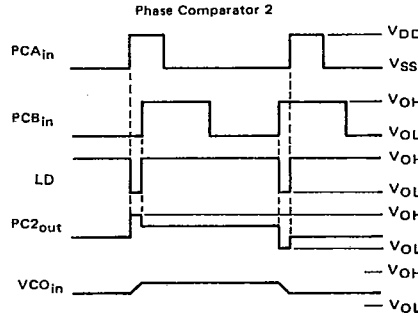 Phase Comparator 2
PCAin
VDD
VSS
PCBin
VOH
VOL
LD
VOH
VOL
PC2out
VOH
VOL
VCOin
VOH
VOL